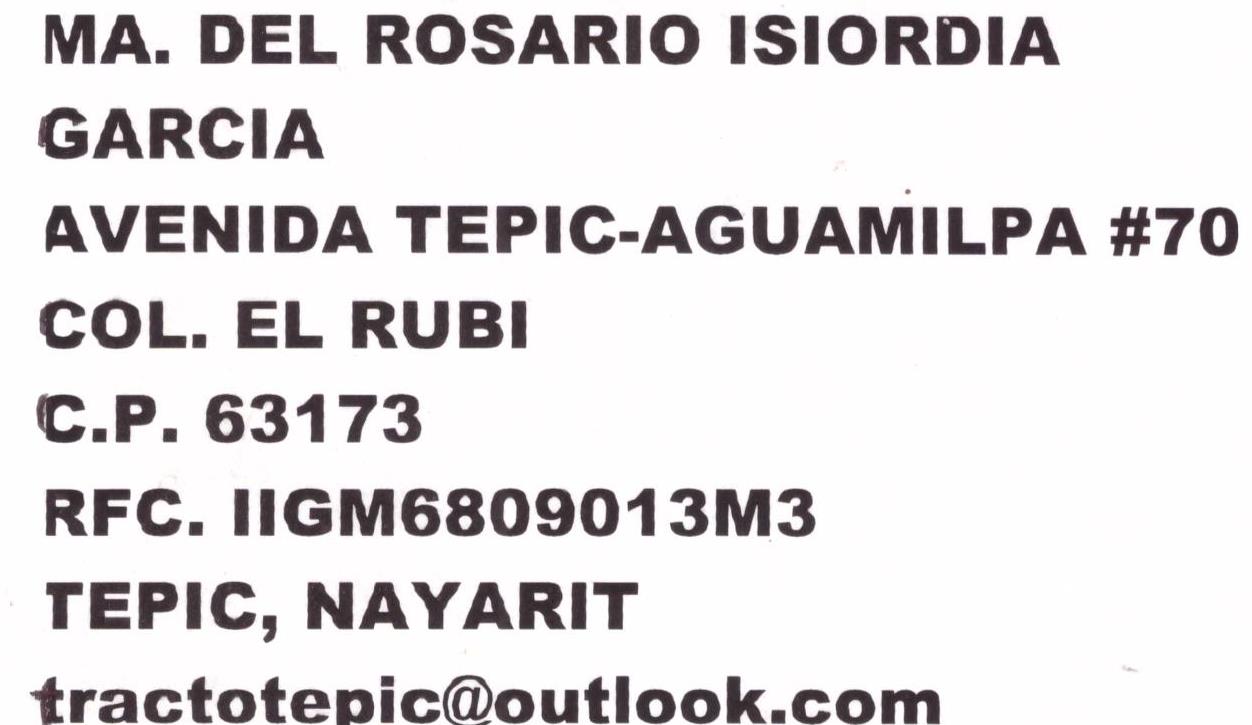 MA. DEL ROSARIO ISIORDIA
GARCIA
AVENIDA TEPIC-AGUAMILPA #70
COL. EL RUBI
C.P. 63173
RFC. IIGM6809013M3
TEPIC, NAYARIT
tractotepic@outlook.com